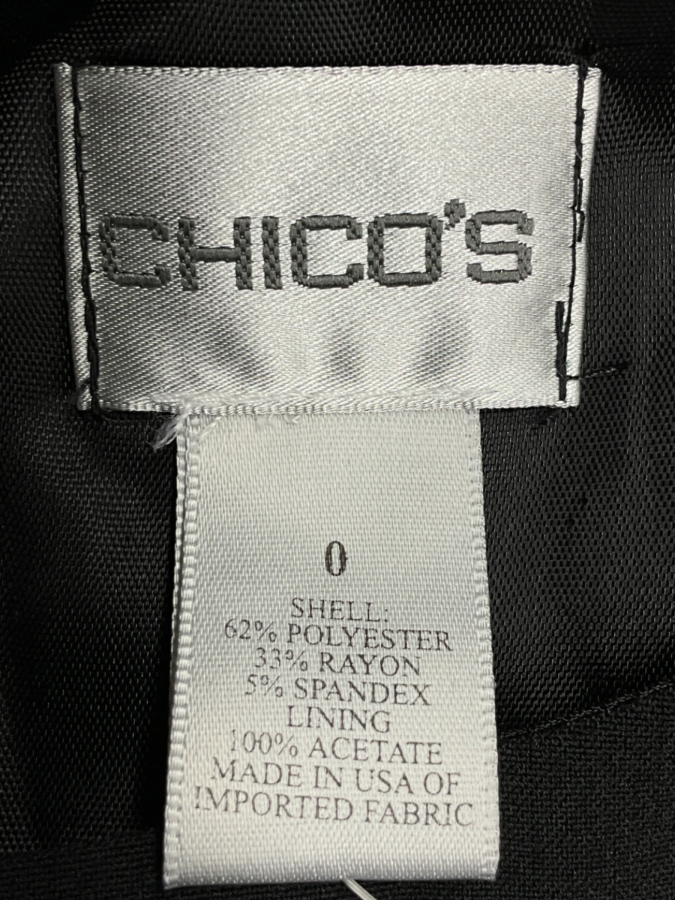 CHICO'S
0
SHELL:
62% POLYESTER
33% RAYON
5% SPANDEX
LINING
100% ACETATE
MADE IN USA OF
IMPORTED FABRIC